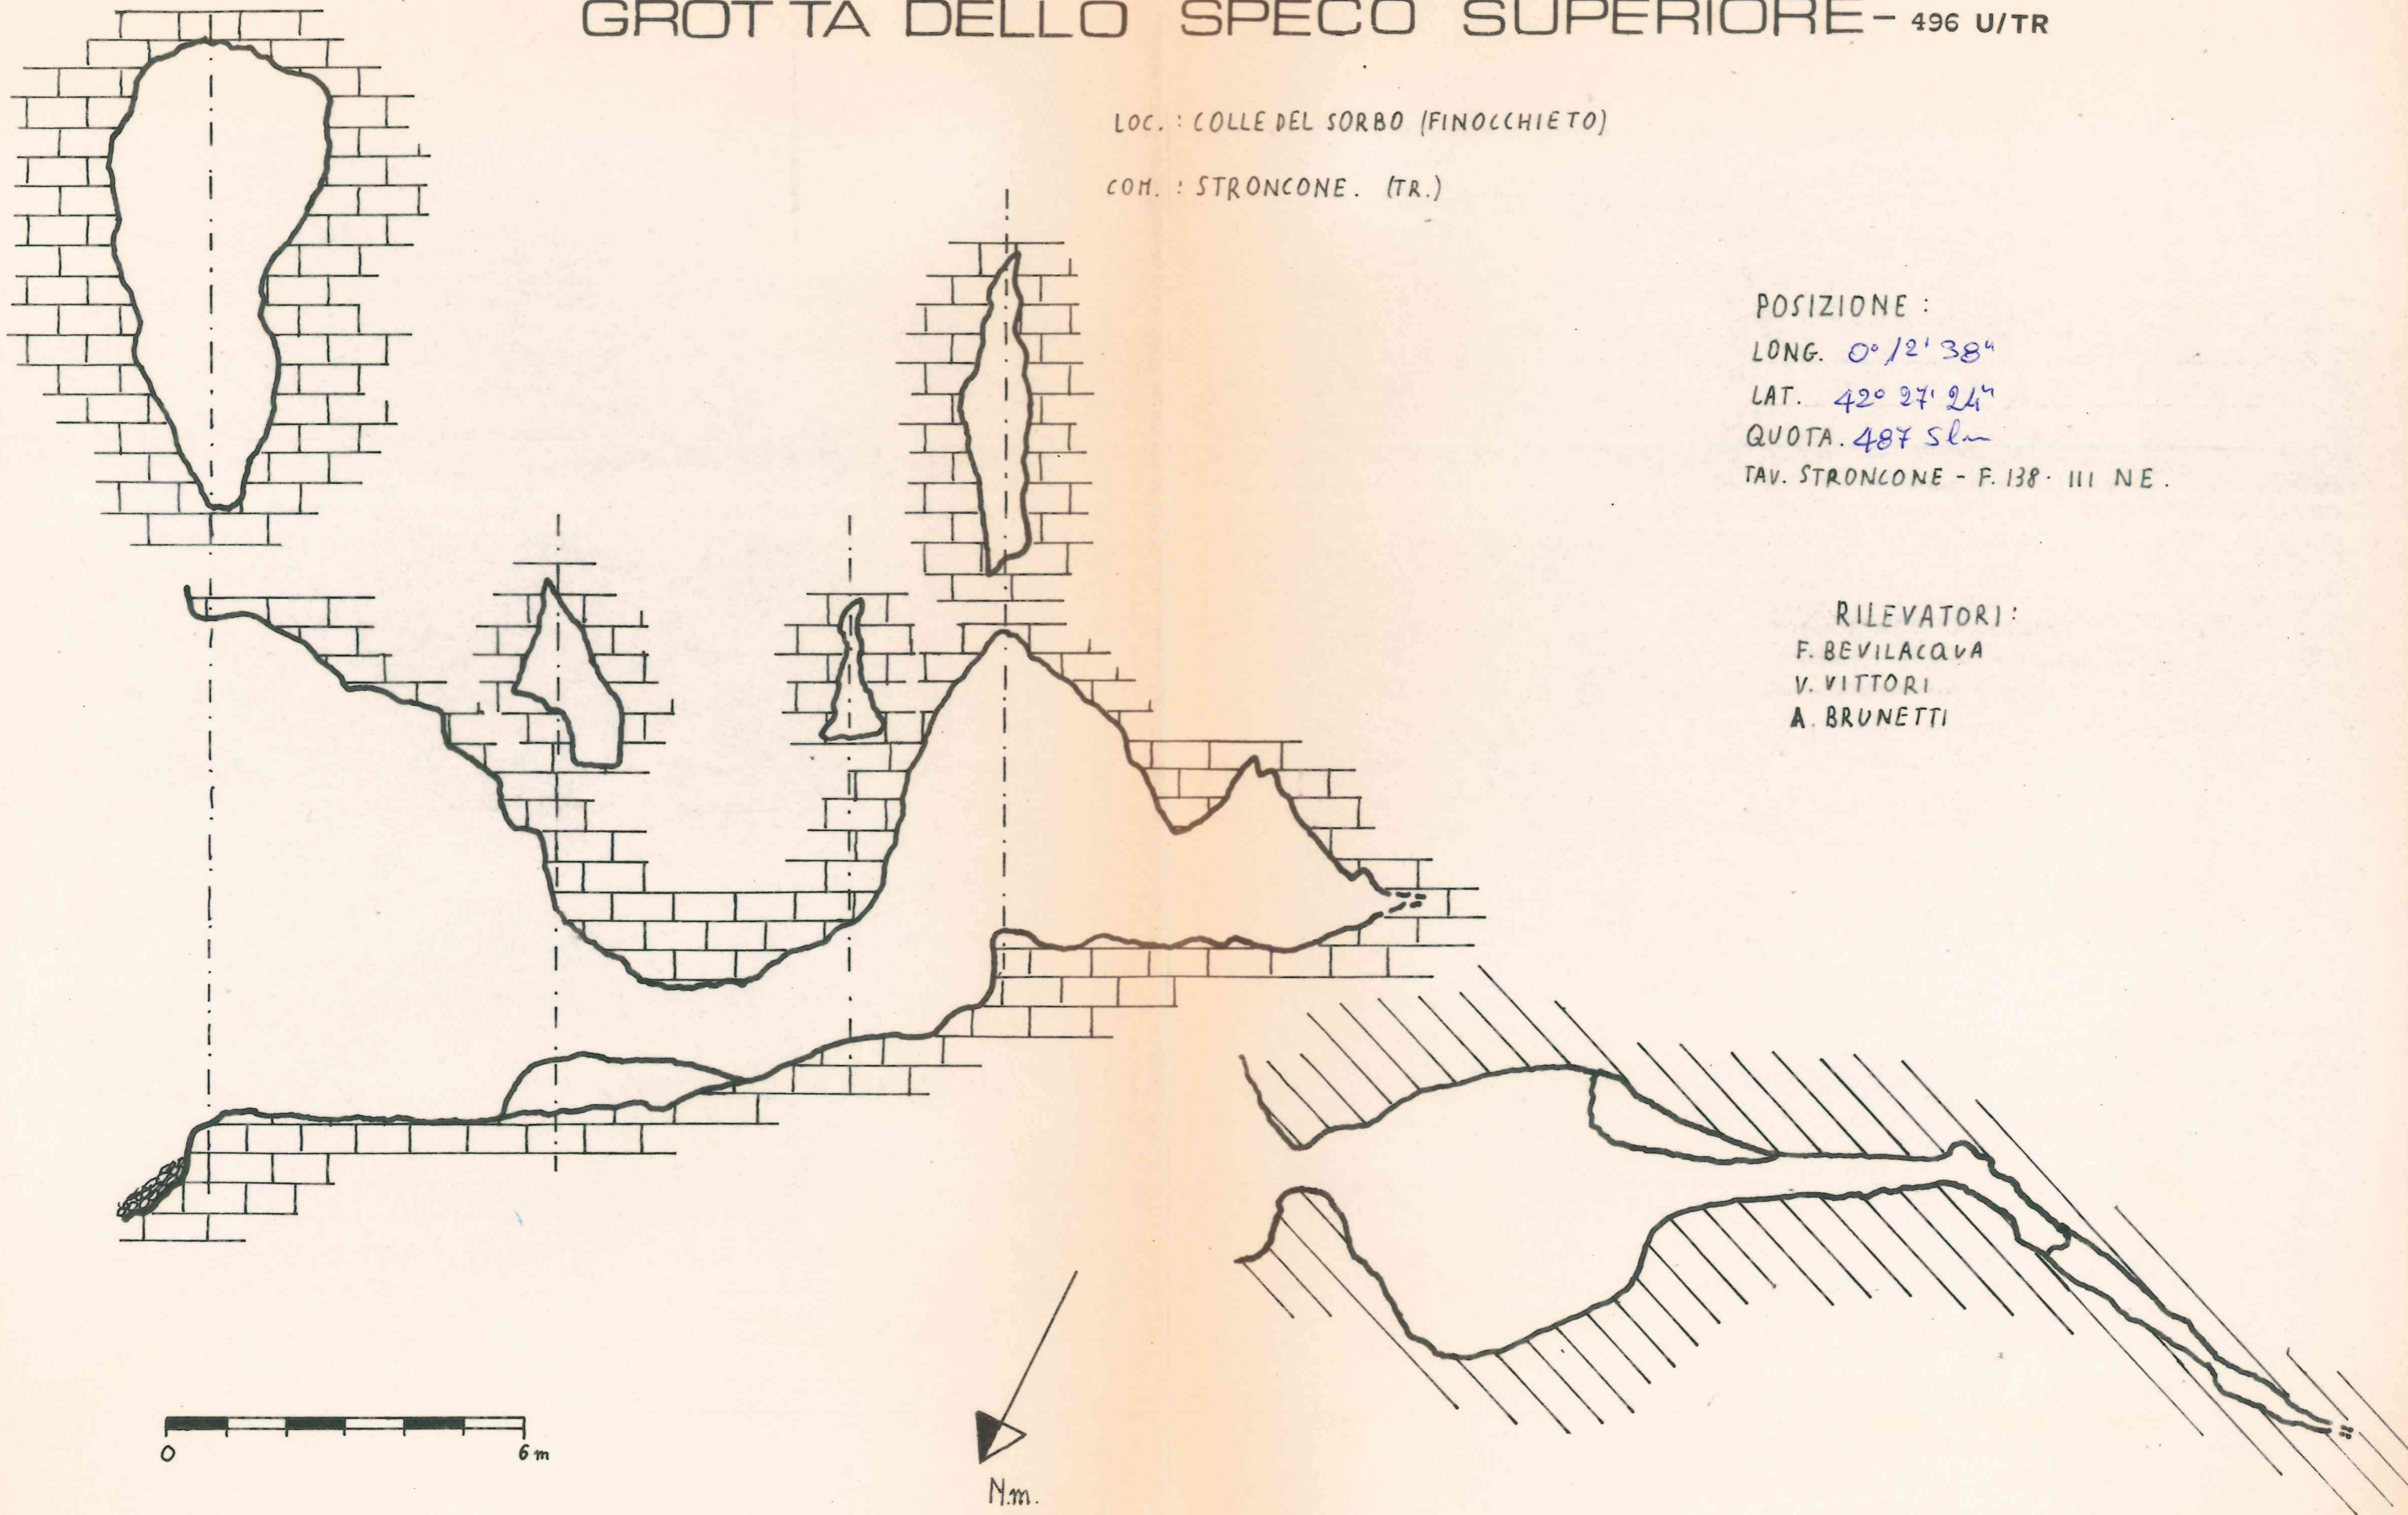 GROTTA DELLO SPECO SUPERIORE - 496 U/TR
LOC. : COLLE DEL SORBO (FINOCCHIETO)
COM. : STRONCONE. (TR.)
POSIZIONE :
LONG. 0° 12' 38"
LAT. 42° 27' 24"
QUOTA. 487 slm
TAV. STRONCONE - F. 138. III NE.
RILEVATORI:
F. BEVILACQUA
V. VITTORI
A. BRUNETTI
0 6m
N.m.